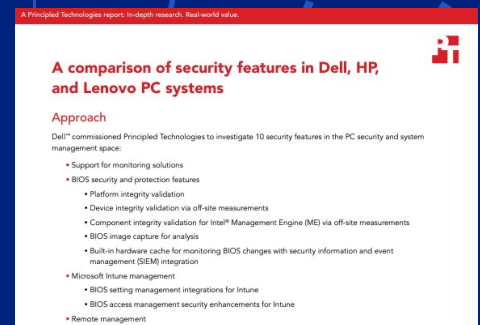 A Principled Technologies report: In-depth research. Real-world value.
A comparison of security features in Dell, HP,
and Lenovo PC systems
Approach
Dell™ commissioned Principled Technologies to investigate 10 security features in the PC security and system
management space:
• Support for monitoring solutions
• BIOS security and protection features
• Platform integrity validation
• Device integrity validation via off-site measurements
• Component integrity validation for Intel® Management Engine (ME) via off-site measurements
• BIOS image capture for analysis
• Built-in hardware cache for monitoring BIOS changes with security information and event
management (SIEM) integration
• Microsoft Intune management
• BIOS setting management integrations for Intune
• BIOS access management security enhancements for Intune
• Remote management